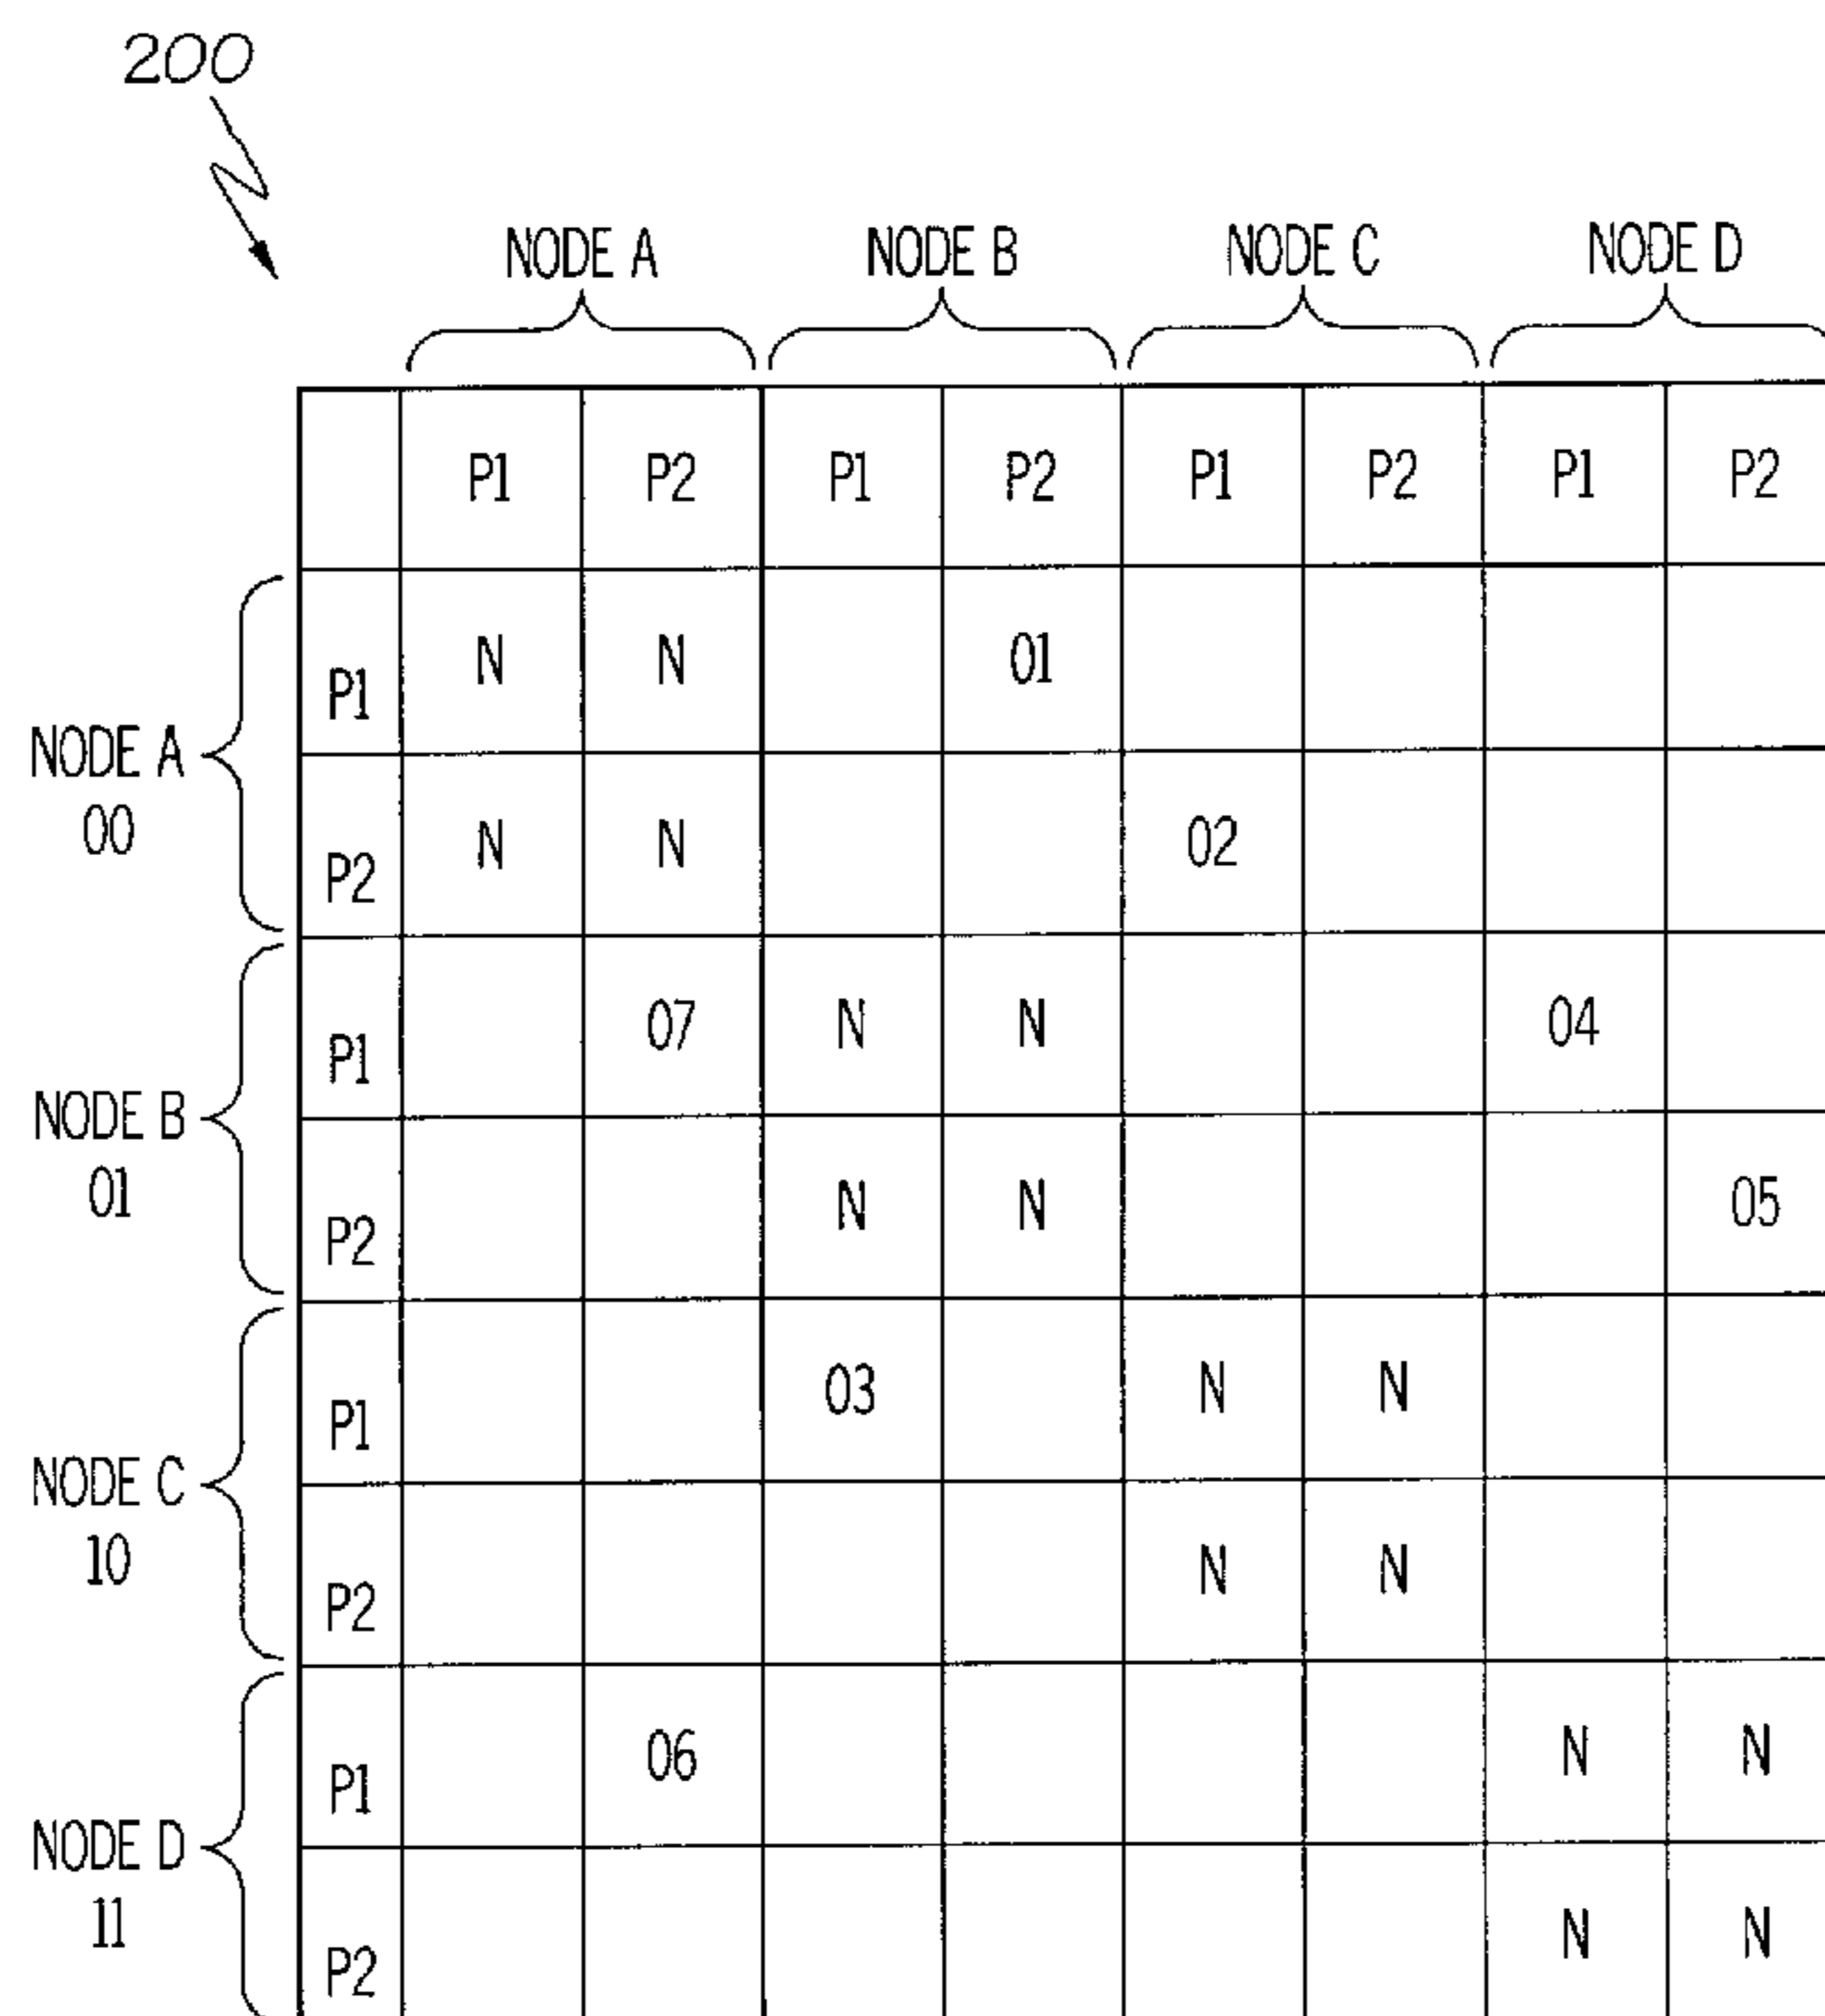 200
NODE A NODE B NODE C NODE D
P1 P2 P1 P2 P1 P2 P1 P2
NODE A
00
P1 N N 01
P2 N N 02
NODE B
01
P1 07 N N 04
P2 N N 05
NODE C
10
P1 03 N N
P2 N N
NODE D
11
P1 06 N N
P2 N N